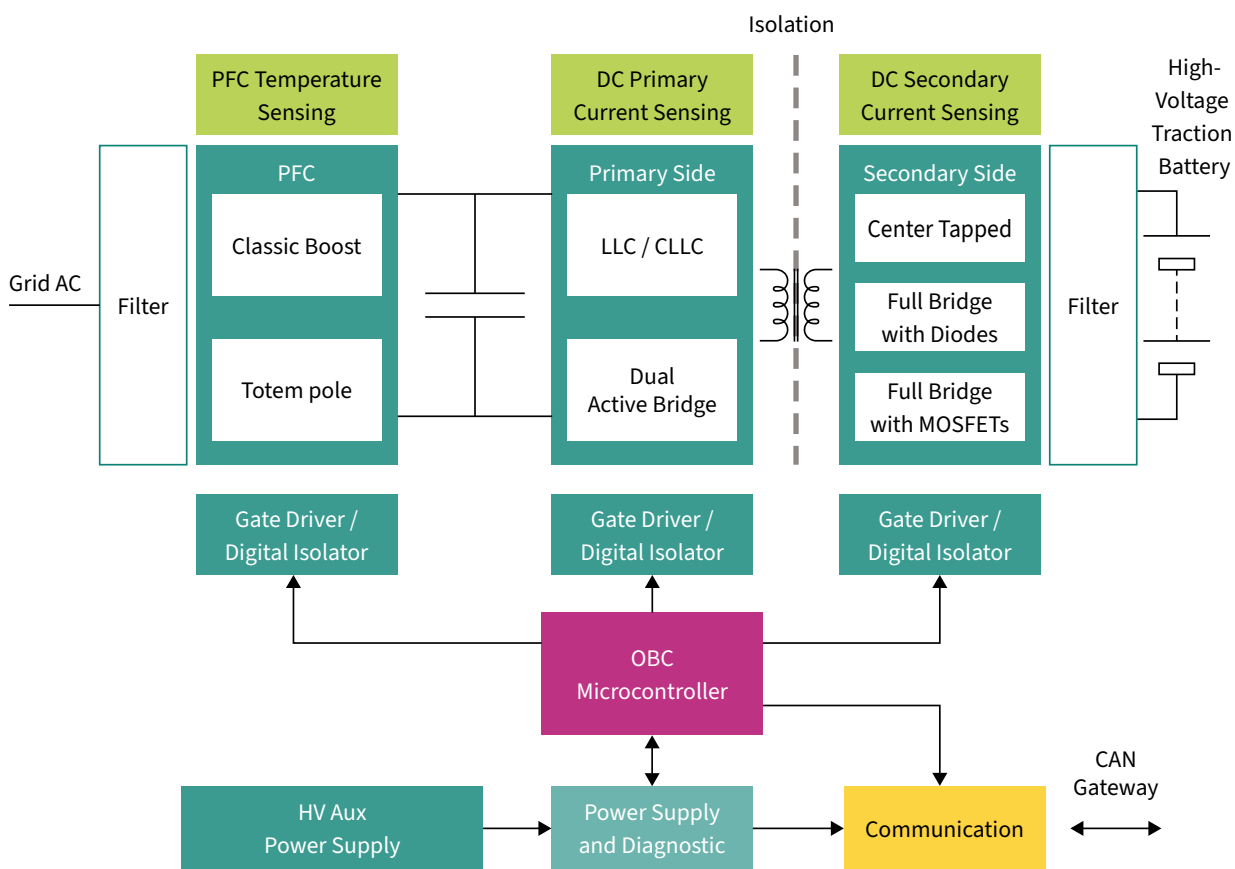 Isolation
PFC Temperature
Sensing
DC Primary
Current Sensing
DC Secondary
Current Sensing
High-
Voltage
Traction
Battery
Grid AC
Filter
PFC
Classic Boost
Totem pole
Primary Side
LLC / CLLC
Dual
Active Bridge
Secondary Side
Center Tapped
Full Bridge
with Diodes
Full Bridge
with MOSFETs
Filter
Gate Driver /
Digital Isolator
Gate Driver /
Digital Isolator
Gate Driver /
Digital Isolator
OBC
Microcontroller
HV Aux
Power Supply
Power Supply
and Diagnostic
Communication
CAN
Gateway